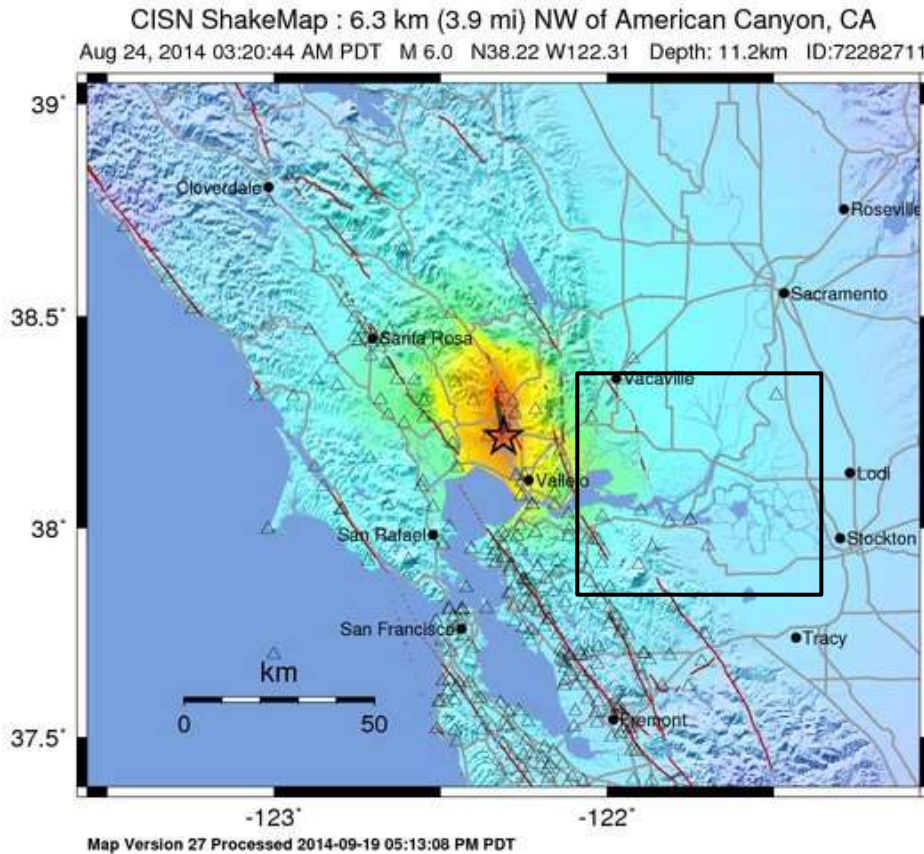 CISN ShakeMap : 6.3 km (3.9 mi) NW of American Canyon, CA
Aug 24, 2014 03:20:44 AM PDT M 6.0 N38.22 W122.31 Depth: 11.2km ID:72282711
39°
Cloverdale
Roseville
38.5°
Sacramento
Santa Rosa
Vacaville
Vallejo
Lodi
38°
San Rafael
Stockton
San Francisco
Tracy
km
0 50
Fremont
37.5°
-123° -122°
Map Version 27 Processed 2014-09-19 05:13:08 PM PDT